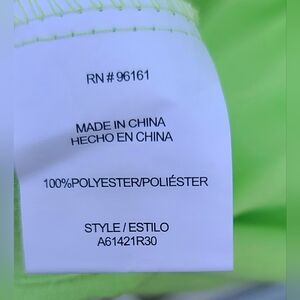 RN # 96161
MADE IN CHINA
HECHO EN CHINA
100%POLYESTER/POLIÉSTER
STYLE / ESTILO
A61421R30